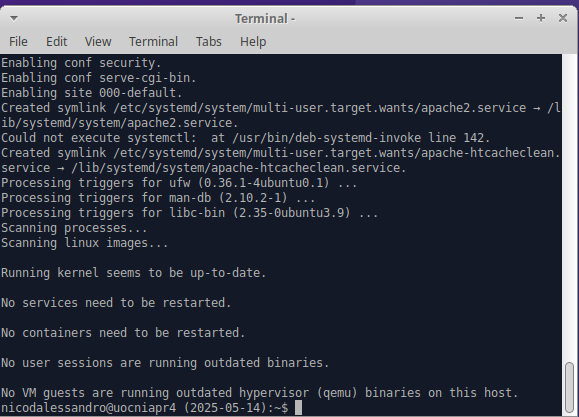 Terminal -
File Edit View Terminal Tabs Help
Enabling conf security.
Enabling conf serve-cgi-bin.
Enabling site 000-default.
Created symlink /etc/systemd/system/multi-user.target.wants/apache2.service → /l
ib/systemd/system/apache2.service.
Could not execute systemctl:  at /usr/bin/deb-systemd-invoke line 142.
Created symlink /etc/systemd/system/multi-user.target.wants/apache-htcacheclean.
service → /lib/systemd/system/apache-htcacheclean.service.
Processing triggers for ufw (0.36.1-4ubuntu0.1) ...
Processing triggers for man-db (2.10.2-1) ...
Processing triggers for libc-bin (2.35-0ubuntu3.9) ...
Scanning processes...
Scanning linux images...
Running kernel seems to be up-to-date.
No services need to be restarted.
No containers need to be restarted.
No user sessions are running outdated binaries.
No VM guests are running outdated hypervisor (qemu) binaries on this host.
nicodalessandro@uocniapr4 (2025-05-14):~$